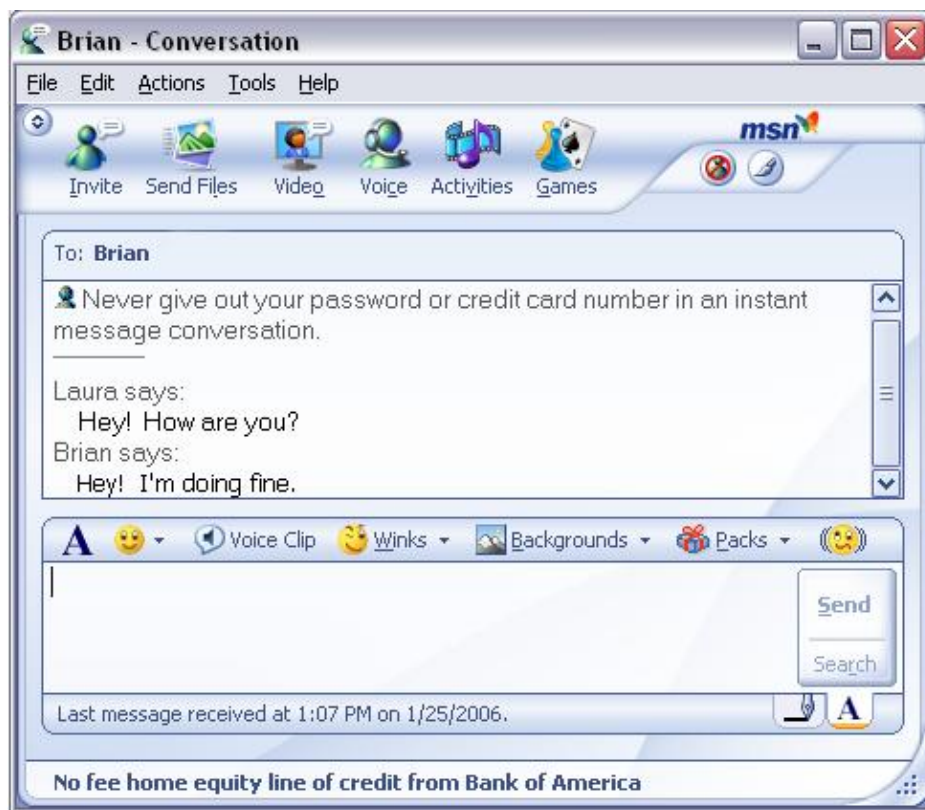 Brian - Conversation
File Edit Actions Tools Help
msn
Invite Send Files Video Voice Activities Games
To: Brian
Never give out your password or credit card number in an instant
message conversation.
Laura says:
Hey! How are you?
Brian says:
Hey! I'm doing fine.
A Voice Clip Winks Backgrounds Packs
Send
Search
Last message received at 1:07 PM on 1/25/2006.
A
No fee home equity line of credit from Bank of America